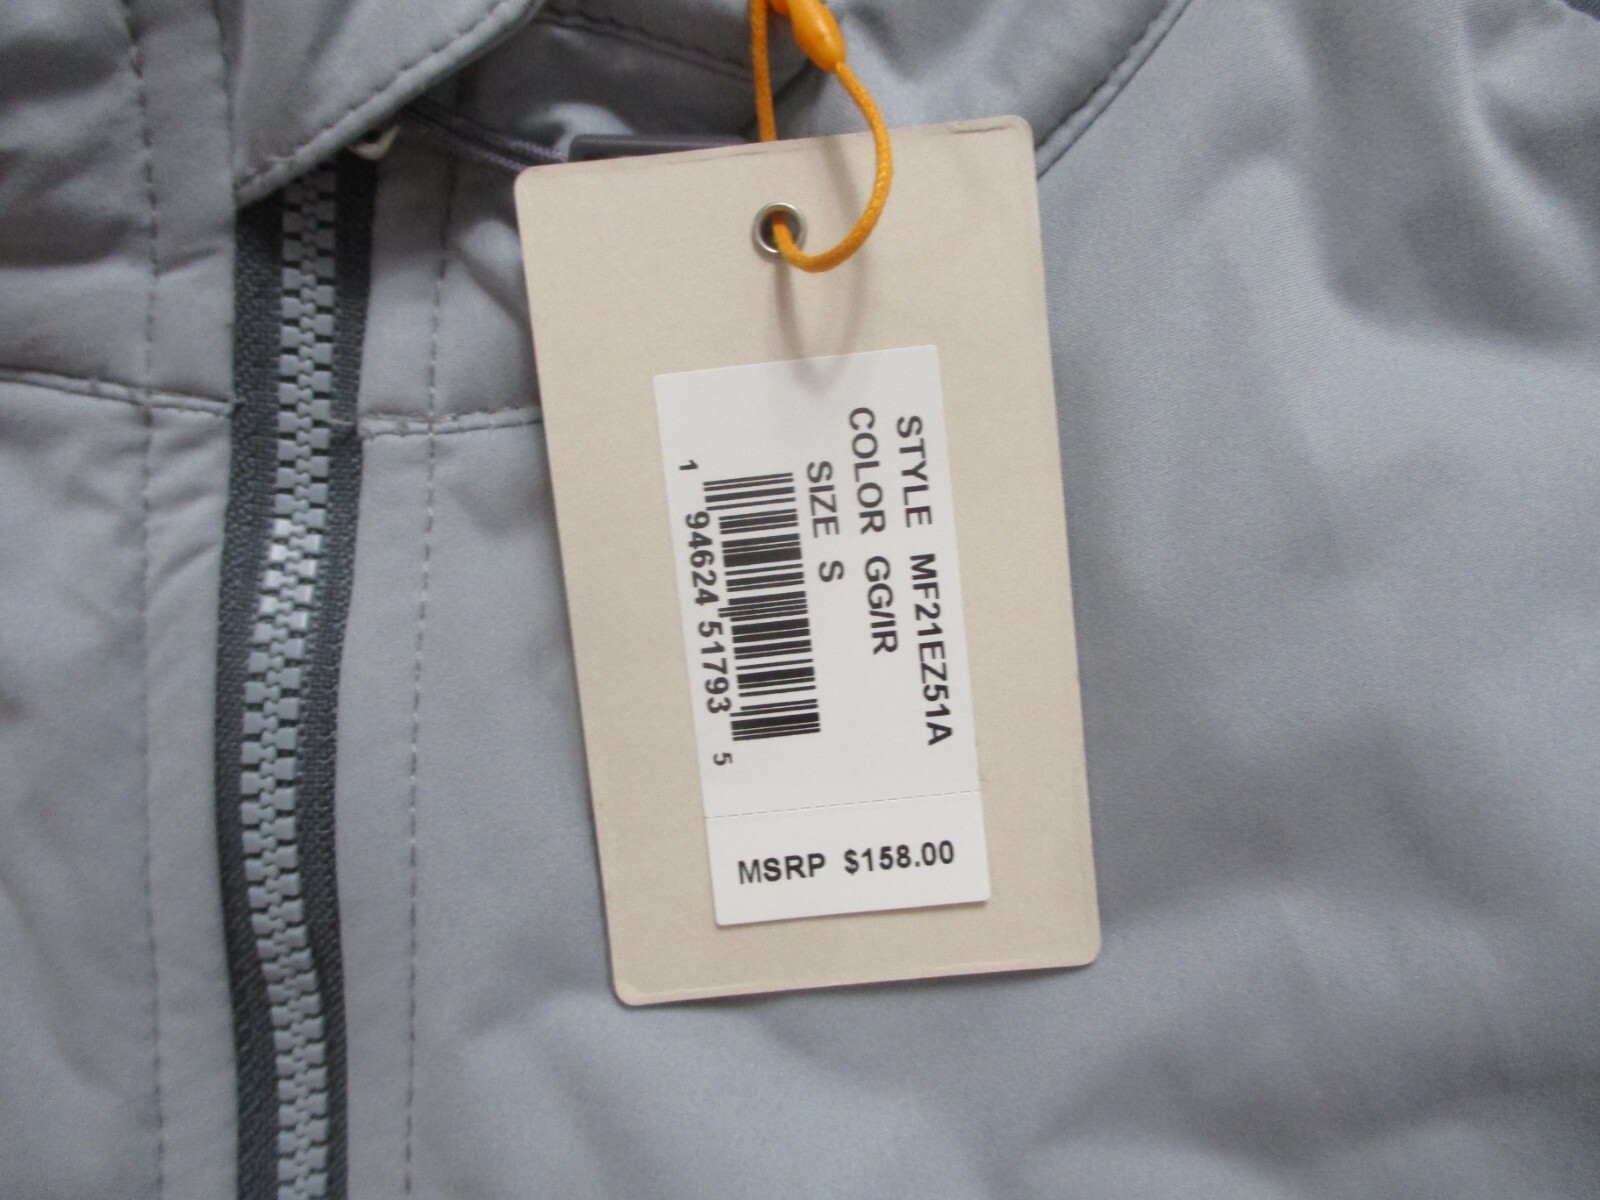 STYLE MF21EZ51A
COLOR GG/IR
SIZE S
1 94624 51793 5
MSRP $158.00